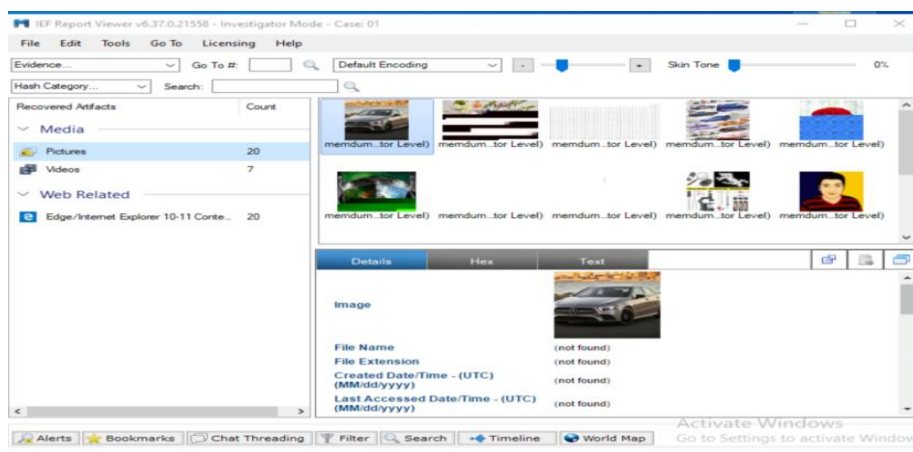 IEF Report Viewer v6.37.0.21558 - Investigator Mode - Case: 01
File Edit Tools Go To Licensing Help
Evidence... Go To #: Default Encoding - + Skin Tone 0%
Hash Category... Search:
Recovered Artifacts Count
Media
Pictures 20
Videos 7
Web Related
Edge/Internet Explorer 10-11 Conte... 20
memdum...tor Level) memdum...tor Level) memdum...tor Level) memdum...tor Level) memdum...tor Level)
memdum...tor Level) memdum...tor Level) memdum...tor Level) memdum...tor Level) memdum...tor Level)
Details Hex Text
Image
File Name (not found)
File Extension (not found)
Created Date/Time - (UTC)
(MM/dd/yyyy) (not found)
Last Accessed Date/Time - (UTC)
(MM/dd/yyyy) (not found)
Alerts Bookmarks Chat Threading Filter Search Timeline World Map
Activate Windows
Go to Settings to activate Window